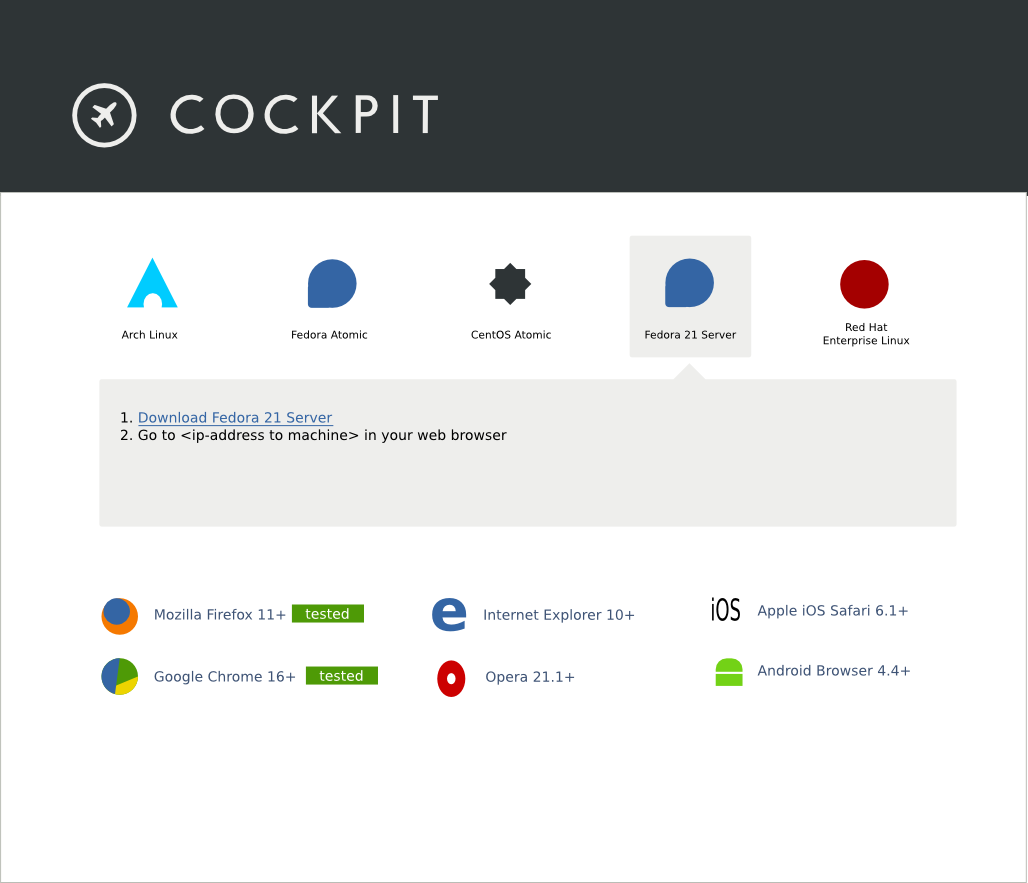 COCKPIT
Arch Linux
Fedora Atomic
CentOS Atomic
Fedora 21 Server
Red Hat
Enterprise Linux
1. Download Fedora 21 Server
2. Go to <ip-address to machine> in your web browser
Mozilla Firefox 11+ tested
Internet Explorer 10+
iOS Apple iOS Safari 6.1+
Google Chrome 16+ tested
Opera 21.1+
Android Browser 4.4+